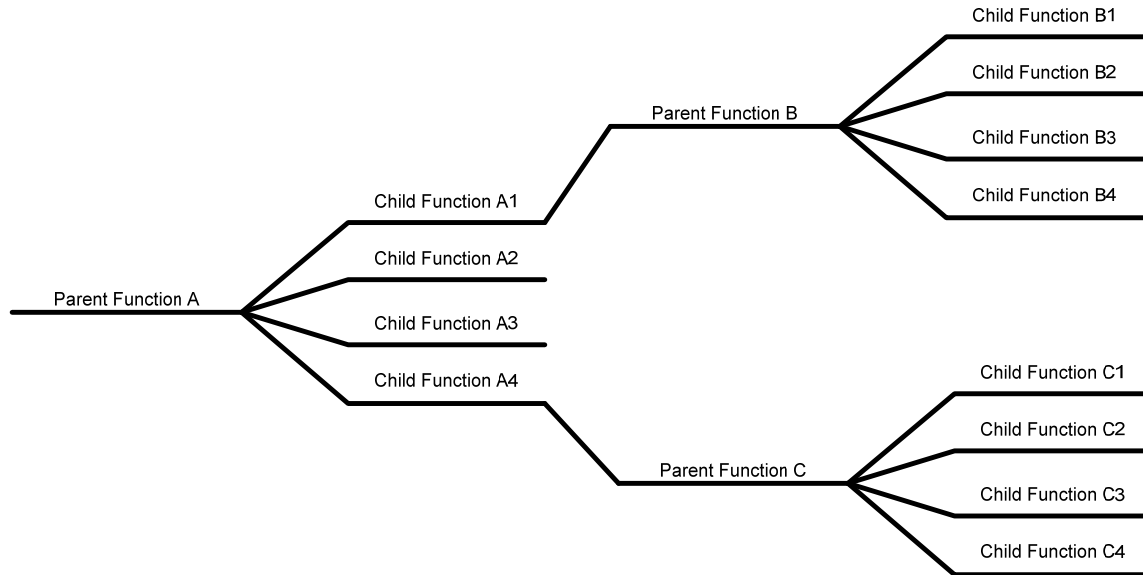 Child Function B1
Child Function B2
Parent Function B
Child Function B3
Child Function B4
Child Function A1
Child Function A2
Parent Function A
Child Function A3
Child Function A4
Child Function C1
Child Function C2
Parent Function C
Child Function C3
Child Function C4